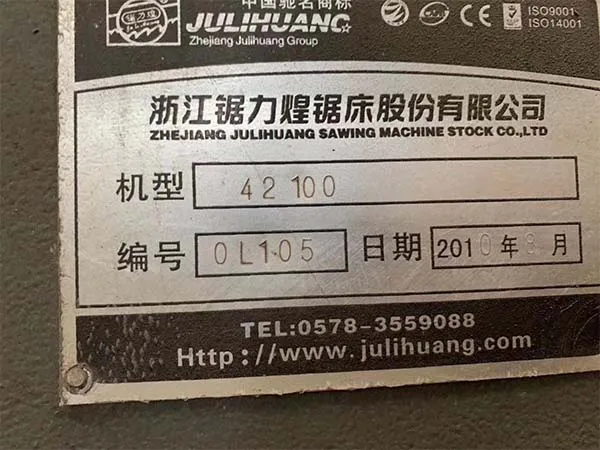 中国驰名商标
JULIHUANG
Zhejiang Julihuang Group
ISO9001
ISO14001
浙江锯力煌锯床股份有限公司
ZHEJIANG JULIHUANG SAWING MACHINE STOCK CO.,LTD
机型 42100
编号 0L105 日期 2010年8月
TEL:0578-3559088
Http://www.julihuang.com